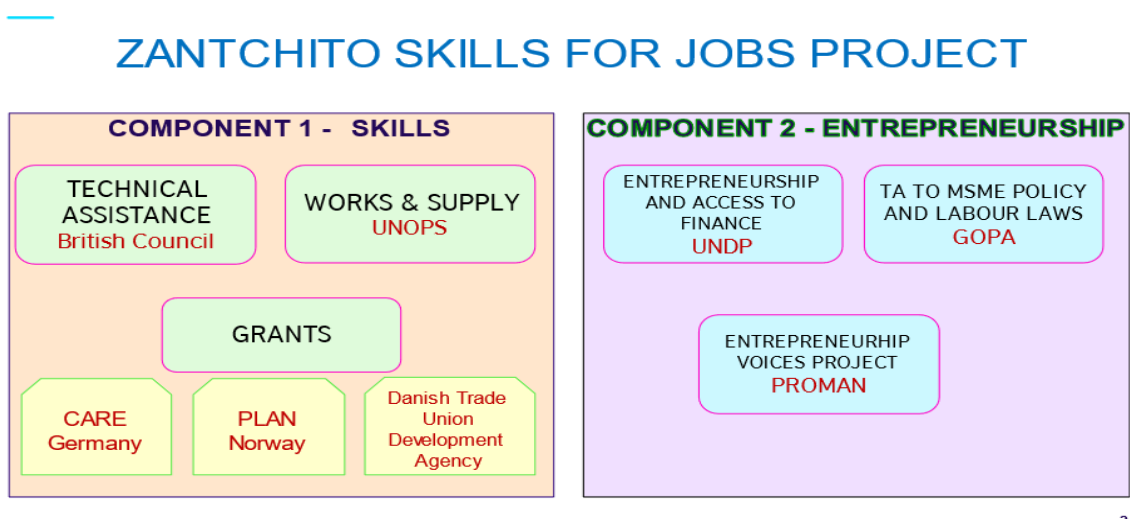 ZANTCHITO SKILLS FOR JOBS PROJECT
COMPONENT 1 - SKILLS
TECHNICAL
ASSISTANCE
British Council
WORKS & SUPPLY
UNOPS
GRANTS
CARE
Germany
PLAN
Norway
Danish Trade
Union
Development
Agency
COMPONENT 2 - ENTREPRENEURSHIP
ENTREPRENEURSHIP
AND ACCESS TO
FINANCE
UNDP
TA TO MSME POLICY
AND LABOUR LAWS
GOPA
ENTREPRENEURHIP
VOICES PROJECT
PROMAN